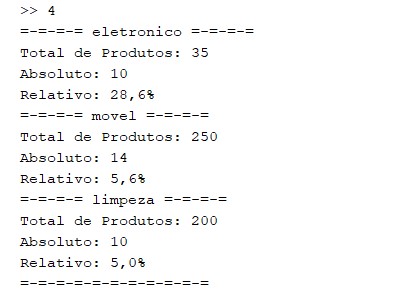 >> 4
=-=-=-= eletronico =-=-=-=
Total de Produtos: 35
Absoluto: 10
Relativo: 28,6%
=-=-=-= movel =-=-=-=
Total de Produtos: 250
Absoluto: 14
Relativo: 5,6%
=-=-=-= limpeza =-=-=-=
Total de Produtos: 200
Absoluto: 10
Relativo: 5,0%
=-=-=-=-=-=-=-=-=-=